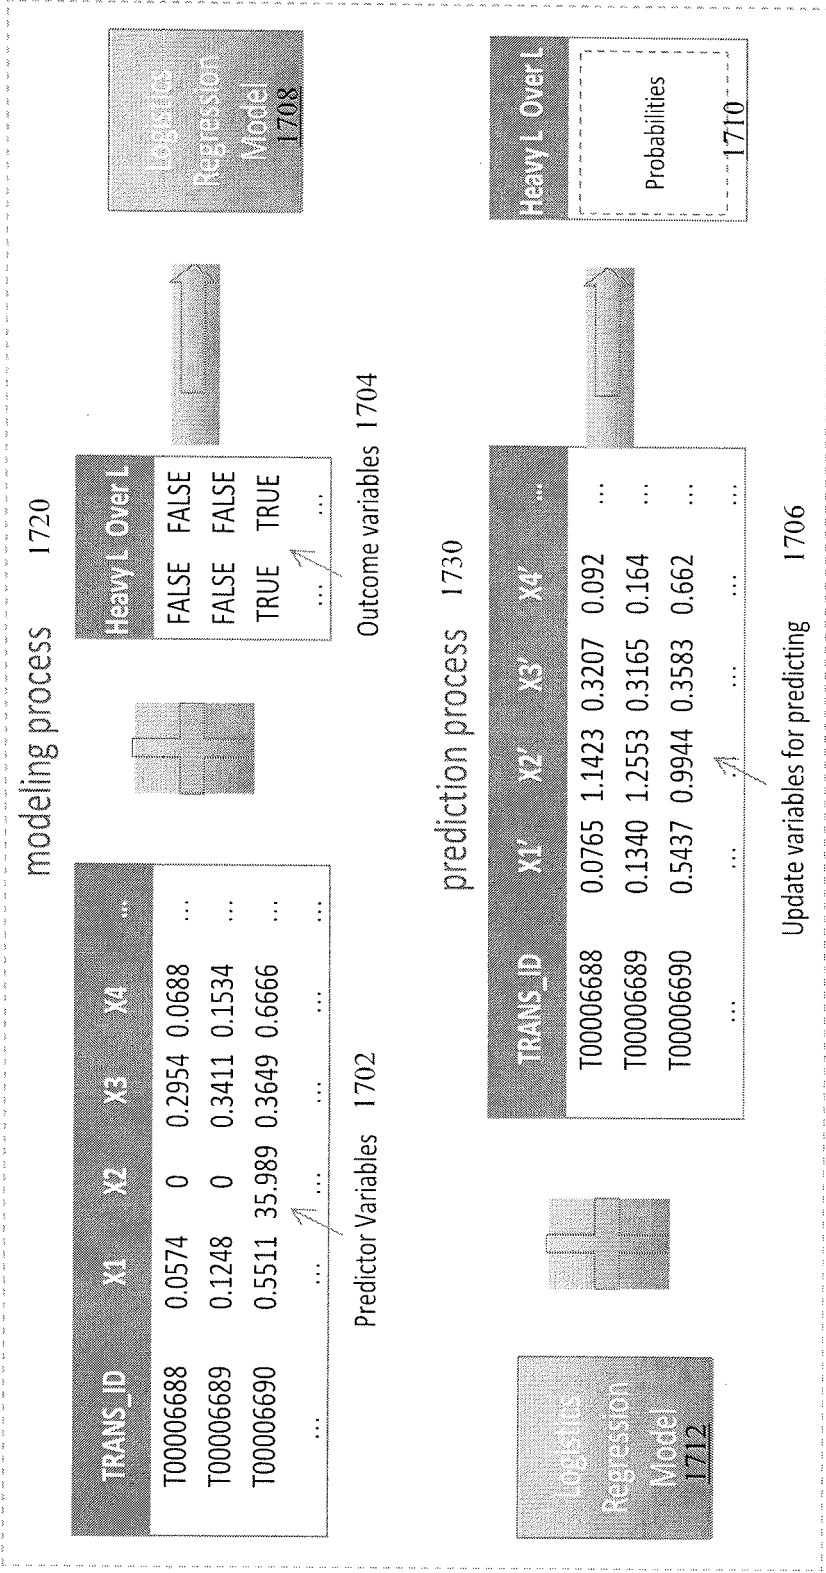 modeling process 1720
TRANS_ID X1 X2 X3 X4 ...
T00006688 0.0574 0 0.2954 0.0688 ...
T00006689 0.1248 0 0.3411 0.1534 ...
T00006690 0.5511 35.989 0.3649 0.6666 ...
... ... ... ... ... ...
Predictor Variables 1702
Heavy L Over L
FALSE FALSE
FALSE FALSE
TRUE TRUE
... ...
Outcome variables 1704
Logistics
Regression
Model
1708
prediction process 1730
Logistics
Regression
Model
1712
TRANS_ID X1' X2' X3' X4' ...
T00006688 0.0765 1.1423 0.3207 0.092 ...
T00006689 0.1340 1.2553 0.3165 0.164 ...
T00006690 0.5437 0.9944 0.3583 0.662 ...
... ... ... ... ... ...
Update variables for predicting 1706
Heavy L Over L
Probabilities
1710